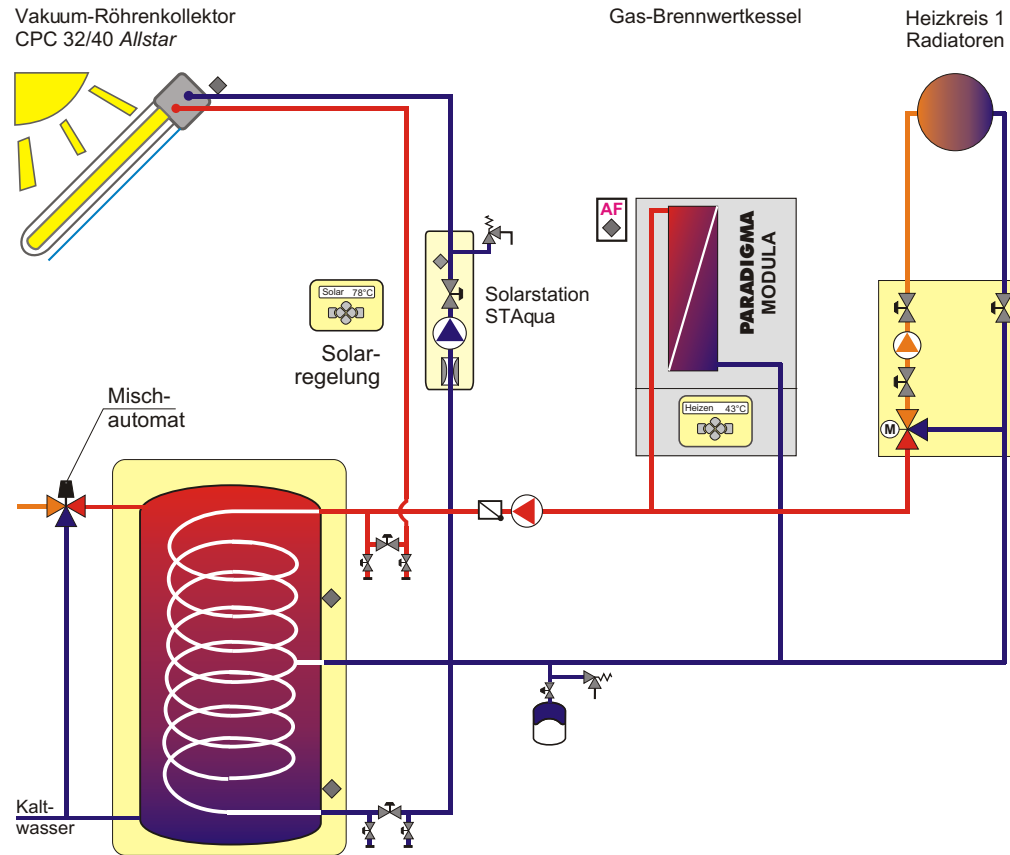 Vakuum-Röhrenkollektor
CPC 32/40 Allstar
Gas-Brennwertkessel
Heizkreis 1
Radiatoren
AF
PARADIGMA
MODULA
Solar 78°C
Solarstation
STAqua
Solar-
regelung
Heizen 43°C
Misch-
automat
M
Kalt-
wasser